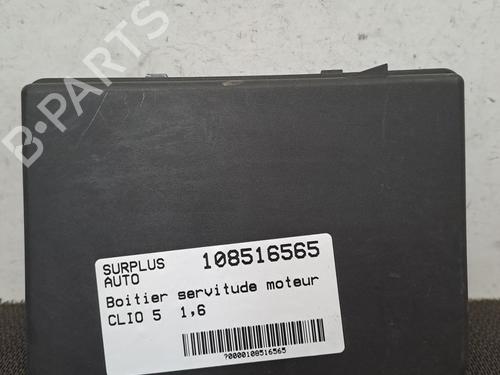 B-PARTS
SURPLUS AUTO 108516565
Boitier servitude moteur
CLIO 5 1,6
?0000108516565